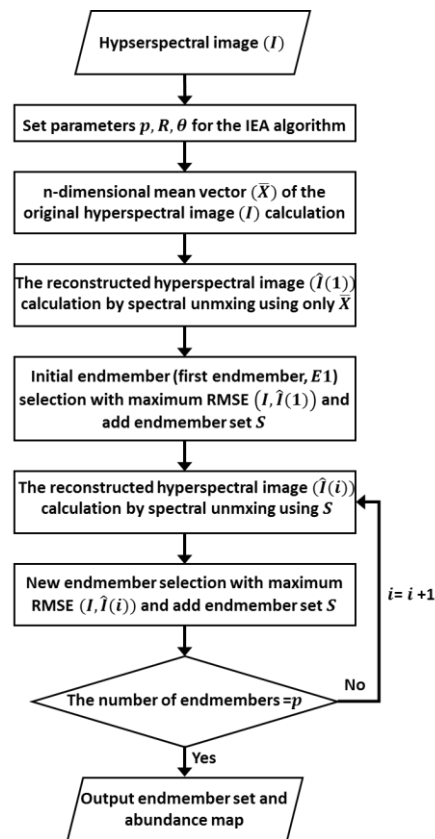 Hypserspectral image (I)
Set parameters p, R, θ for the IEA algorithm
n-dimensional mean vector (X̅) of the
original hyperspectral image (I) calculation
The reconstructed hyperspectral image (Î(1))
calculation by spectral unmxing using only X̅
Initial endmember (first endmember, E1)
selection with maximum RMSE (I, Î(1)) and
add endmember set S
The reconstructed hyperspectral image (Î(i))
calculation by spectral unmxing using S
New endmember selection with maximum
RMSE (I, Î(i)) and add endmember set S
i= i +1
The number of endmembers =p
No
Yes
Output endmember set and
abundance map